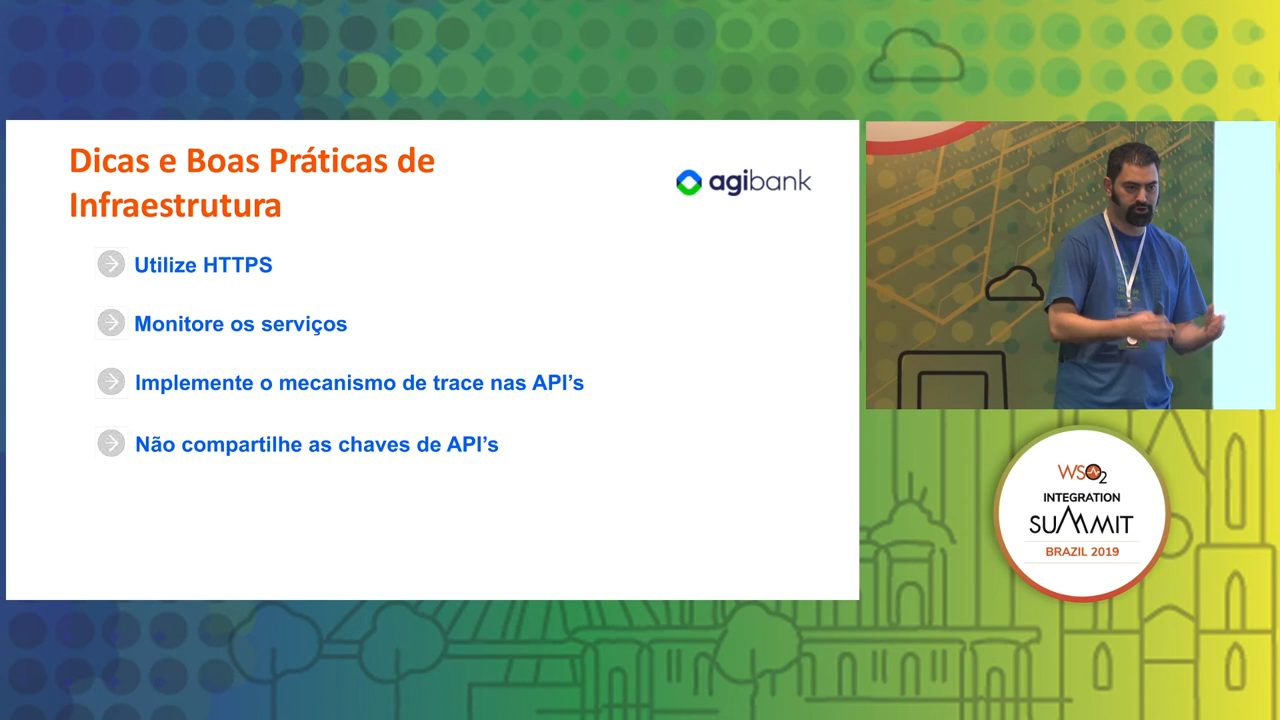 Dicas e Boas Práticas de
Infraestrutura
agibank
Utilize HTTPS
Monitore os serviços
Implemente o mecanismo de trace nas API’s
Não compartilhe as chaves de API’s
WSO2
INTEGRATION
SUMMIT
BRAZIL 2019